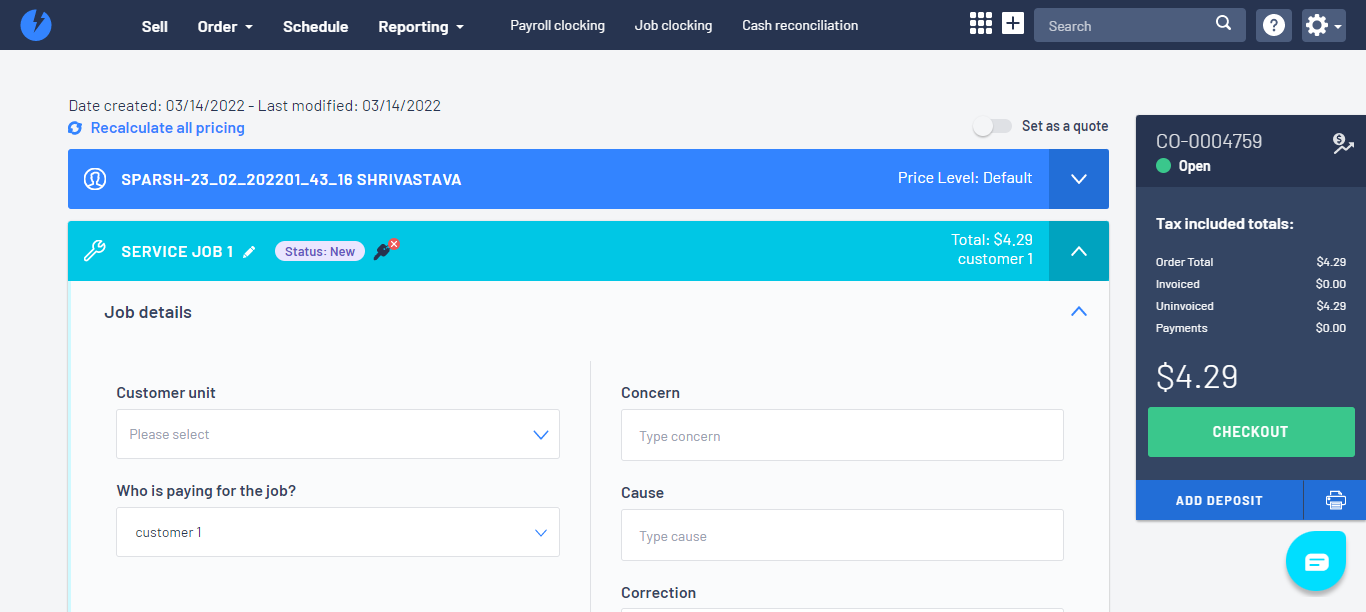 Sell Order Schedule Reporting Payroll clocking Job clocking Cash reconciliation Search
Date created: 03/14/2022 - Last modified: 03/14/2022
Recalculate all pricing
Set as a quote
SPARSH-23_02_202201_43_16 SHRIVASTAVA Price Level: Default
SERVICE JOB 1 Status: New
Total: $4.29
customer 1
Job details
Customer unit
Please select
Who is paying for the job?
customer 1
Concern
Type concern
Cause
Type cause
Correction
CO-0004759
Open
Tax included totals:
Order Total $4.29
Invoiced $0.00
Uninvoiced $4.29
Payments $0.00
$4.29
CHECKOUT
ADD DEPOSIT